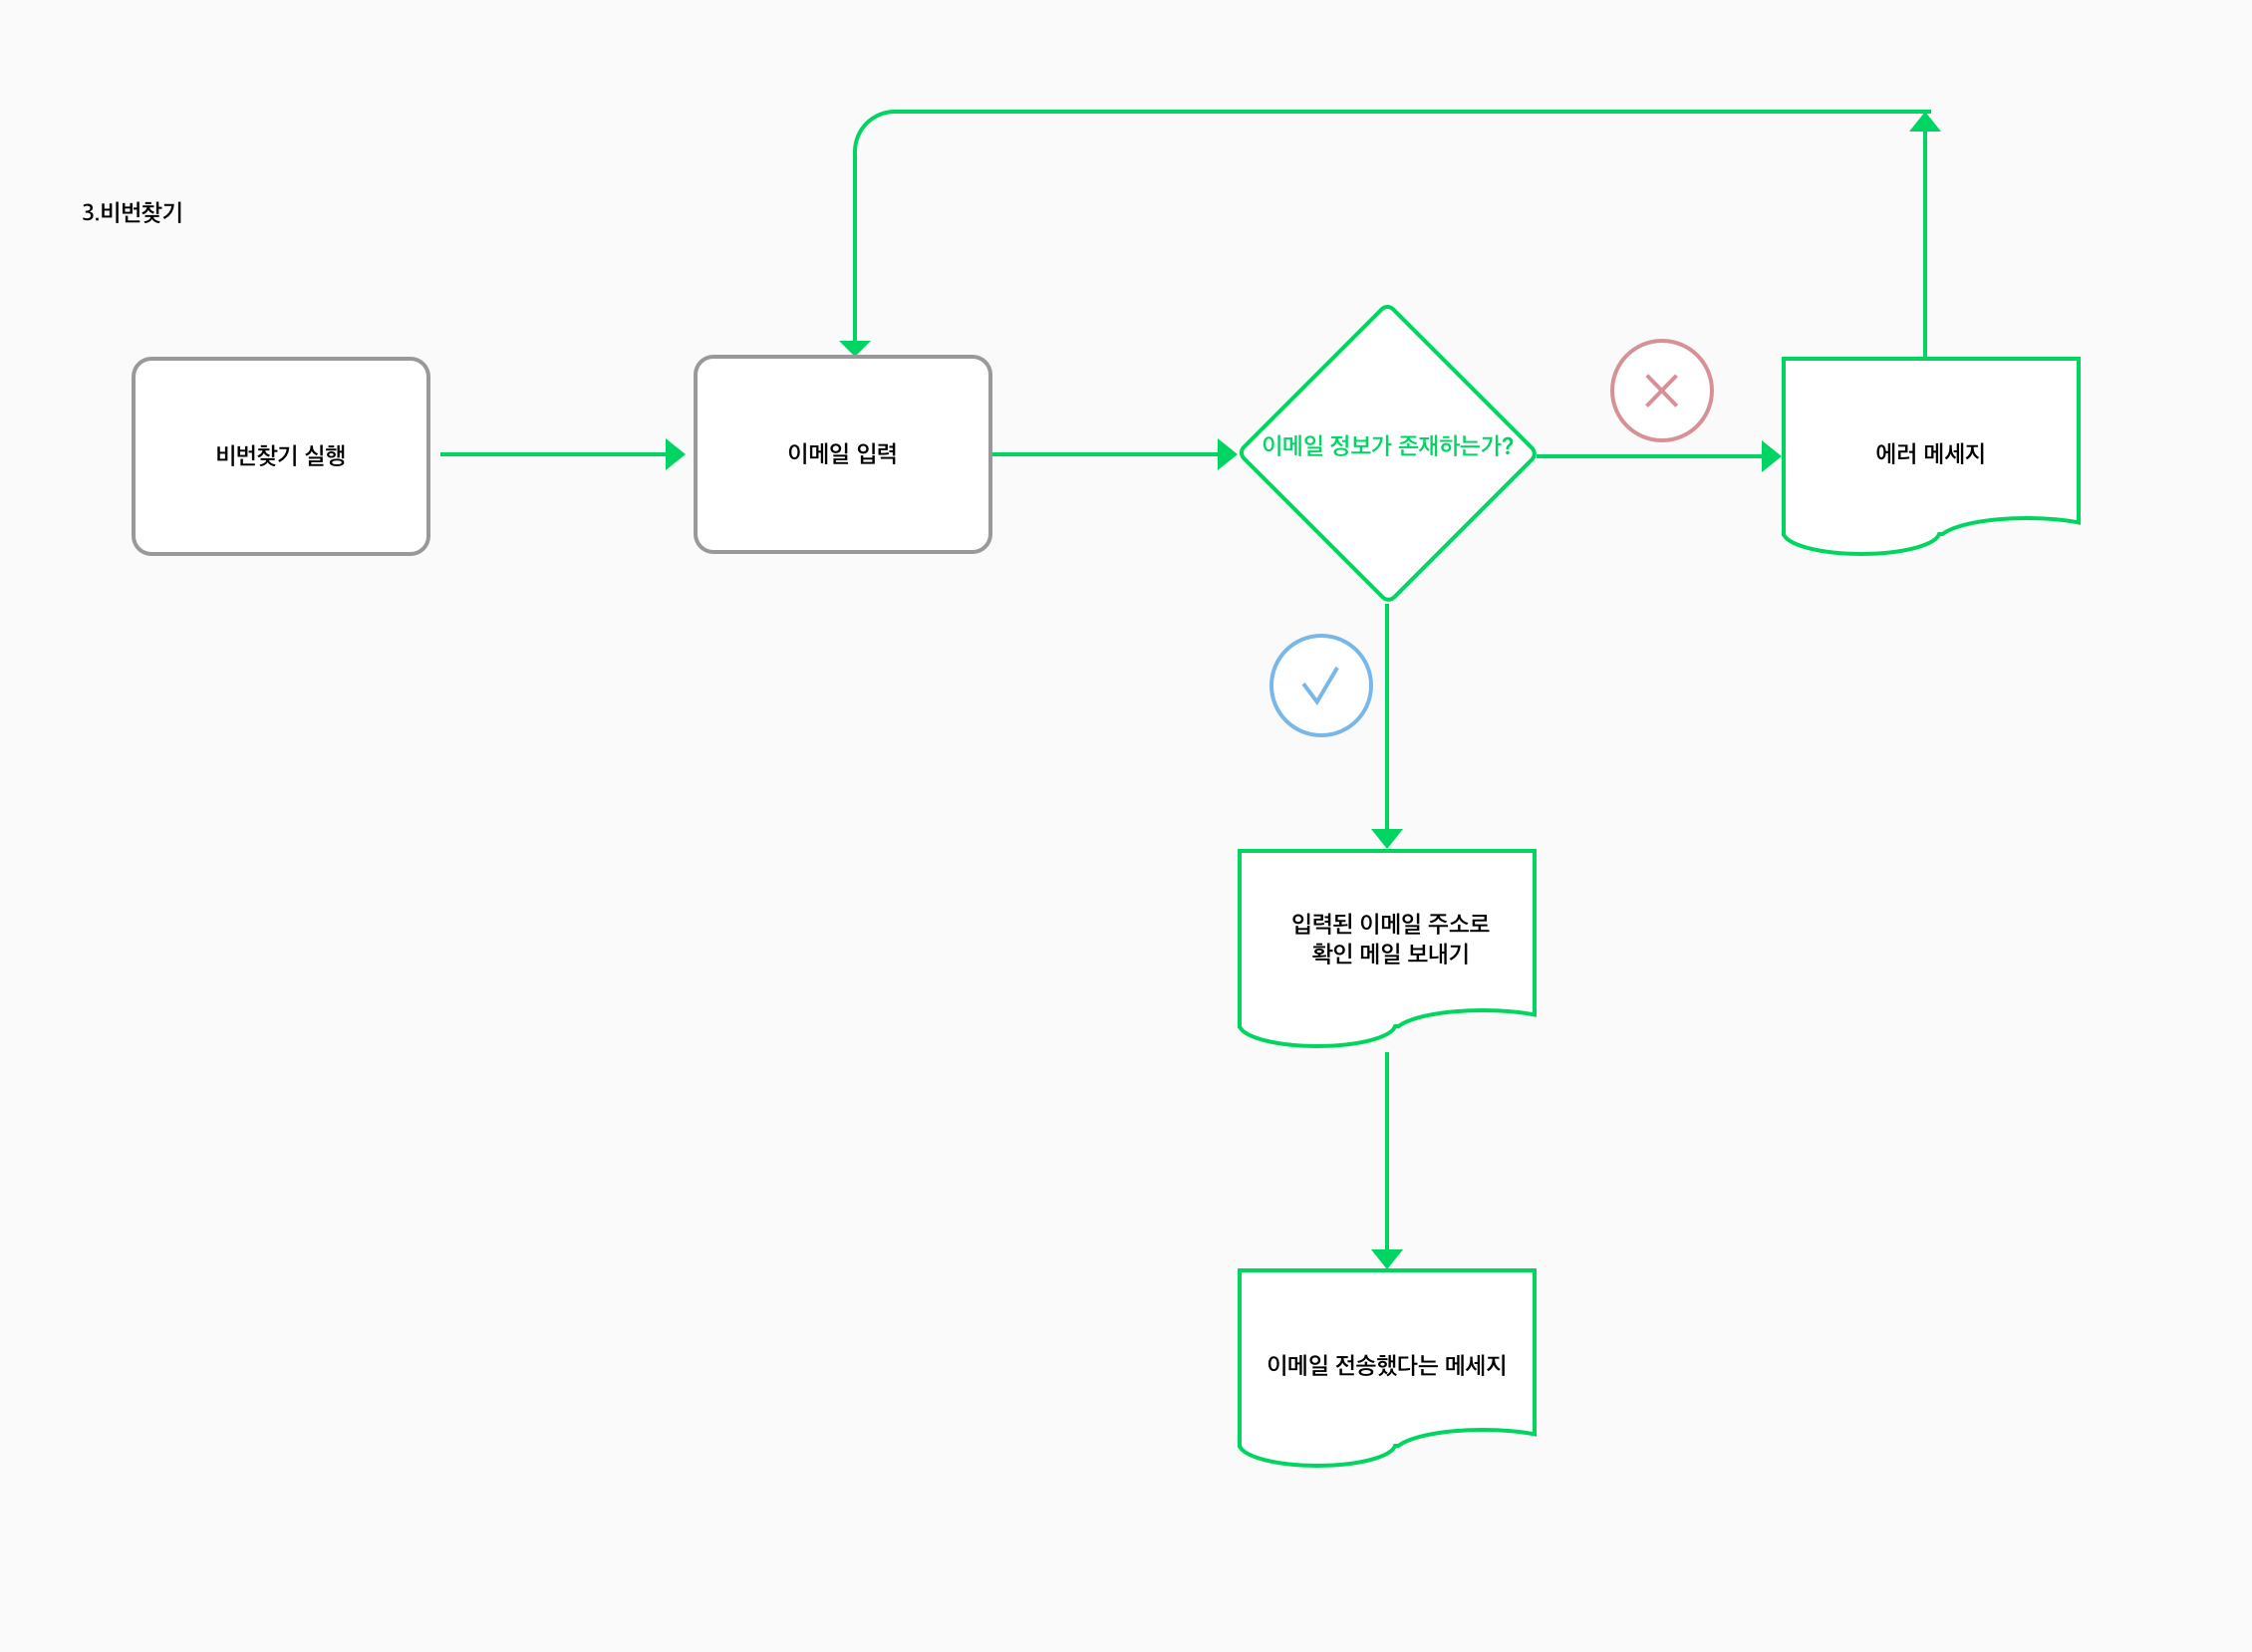 3.비번찾기
비번찾기 실행
이메일 입력
이메일 정보가 존재하는가?
에러 메세지
입력된 이메일 주소로
확인 메일 보내기
이메일 전송했다는 메세지